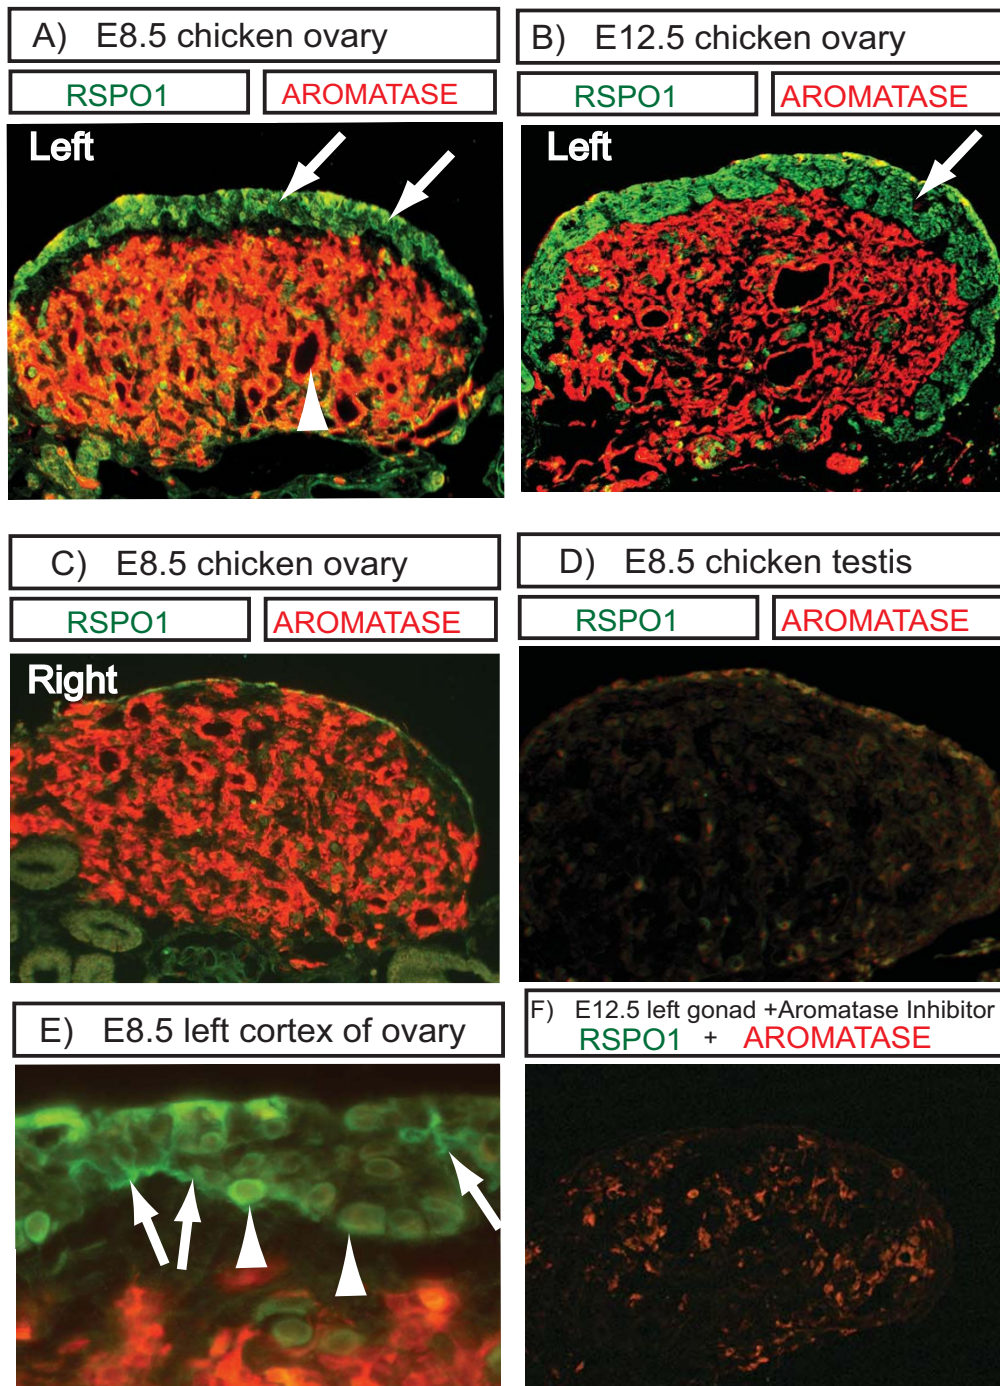 A) E8.5 chicken ovary
RSPO1 AROMATASE
Left
B) E12.5 chicken ovary
RSPO1 AROMATASE
Left
C) E8.5 chicken ovary
RSPO1 AROMATASE
Right
D) E8.5 chicken testis
RSPO1 AROMATASE
E) E8.5 left cortex of ovary
F) E12.5 left gonad +Aromatase Inhibitor
RSPO1 + AROMATASE